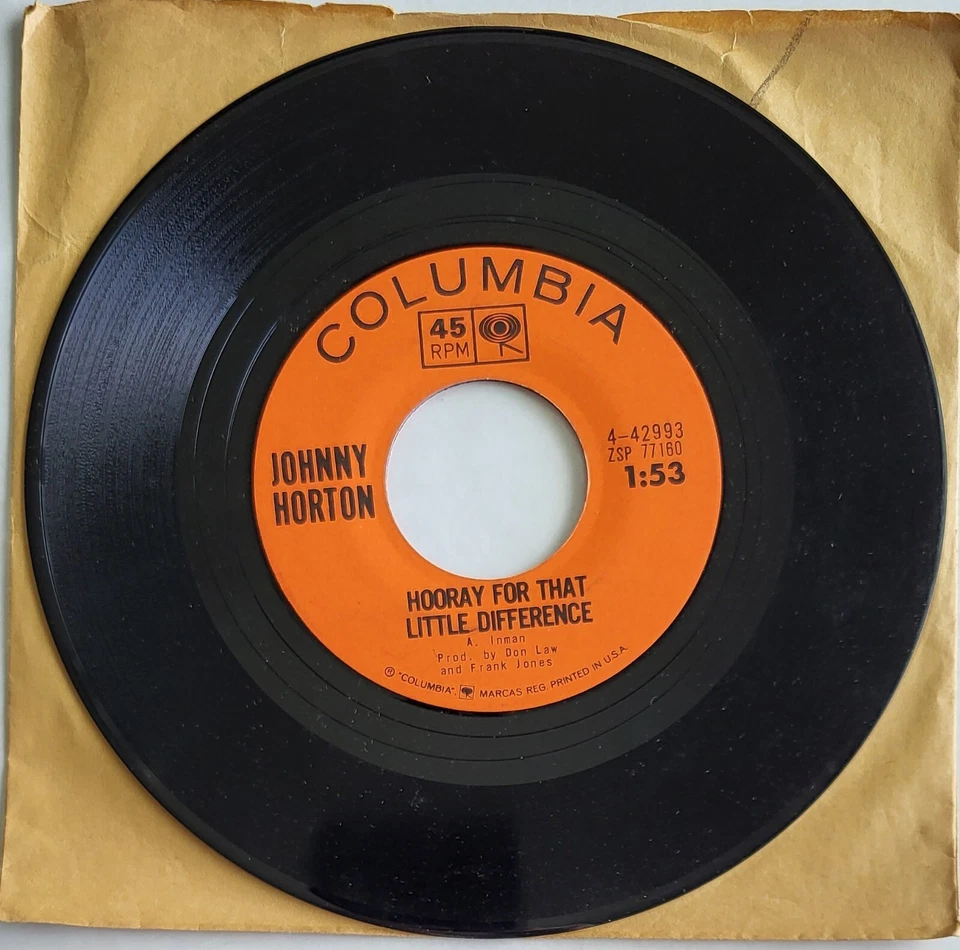 COLUMBIA
45
RPM
JOHNNY
HORTON
4-42993
ZSP 77160
1:53
HOORAY FOR THAT
LITTLE DIFFERENCE
A. Inman
Prod. by Don Law
and Frank Jones
® "COLUMBIA", MARCAS REG. PRINTED IN U.S.A.